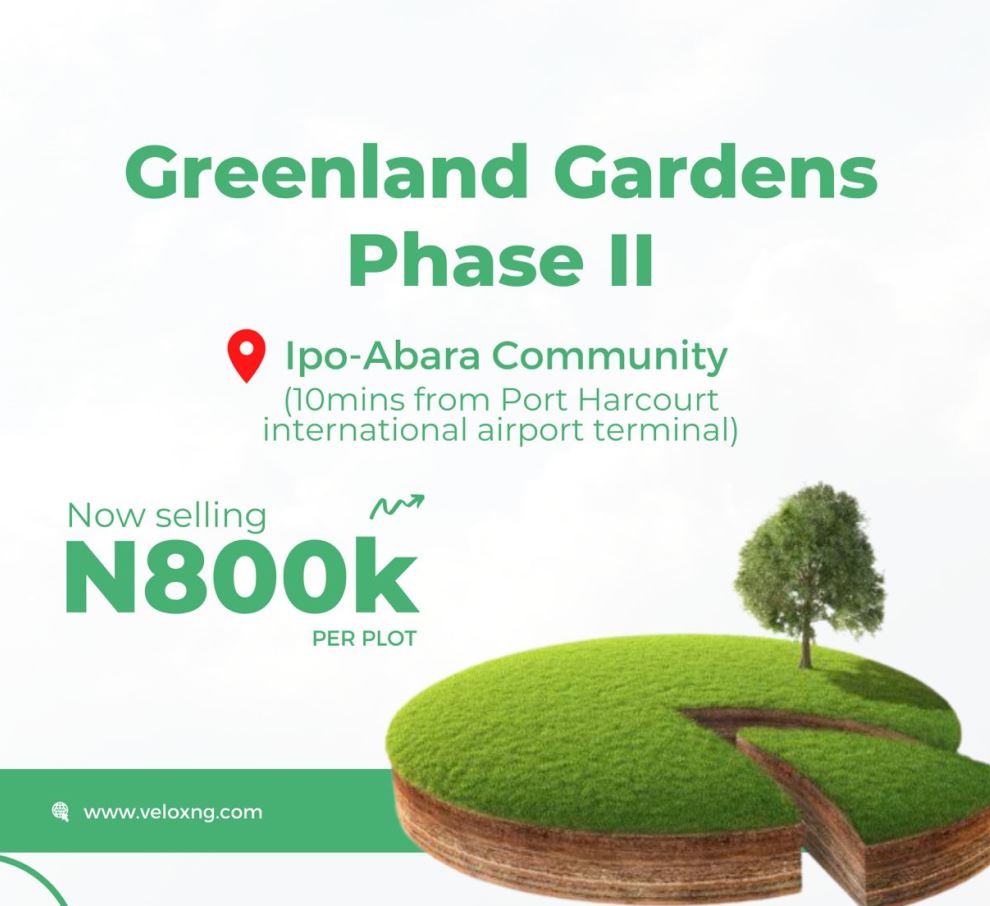 Greenland Gardens
Phase II
Ipo-Abara Community
(10mins from Port Harcourt
international airport terminal)
Now selling
N800k
PER PLOT
www.veloxng.com